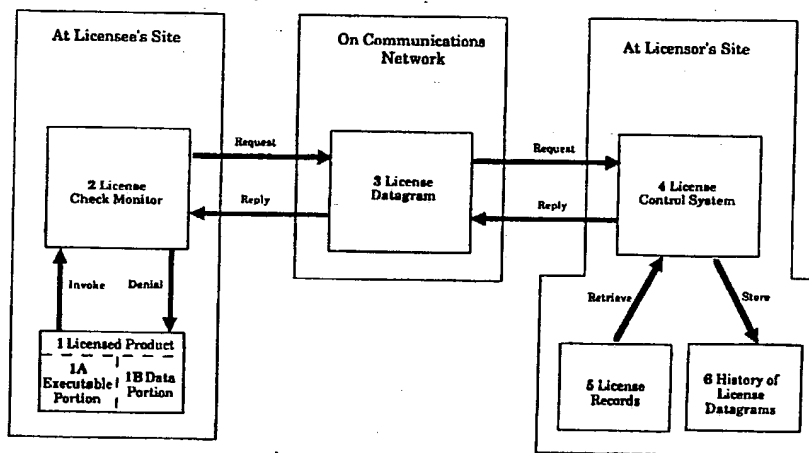 At Licensee's Site
On Communications
Network
At Licensor's Site
Request
Request
2 License
Check Monitor
3 License
Datagram
4 License
Control System
Reply
Reply
Invoke
Denial
Retrieve
Store
1 Licensed Product
1A
Executable
Portion
1B Data
Portion
5 License
Records
6 History of
License
Datagrams